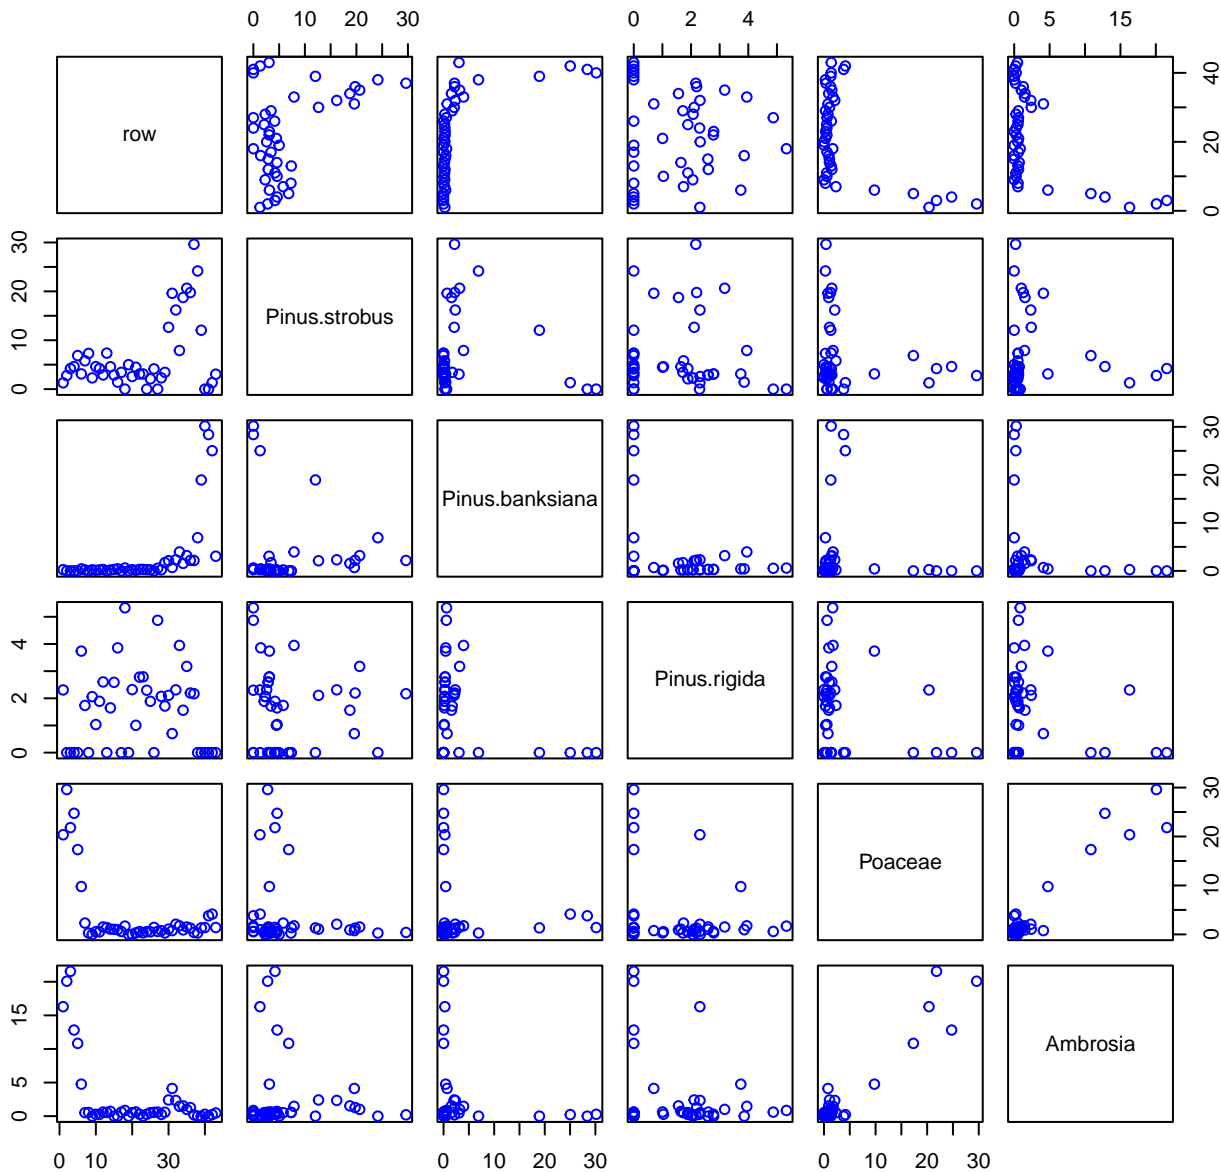 0 10 20 30 0 2 4 0 5 15
row 0 20 40
0 10 20 30 Pinus.strobus
Pinus.banksiana 0 10 20 30
0 2 4 Pinus.rigida
Poaceae 0 10 20 30
0 5 15 Ambrosia
0 10 30 0 10 20 30 0 10 20 30